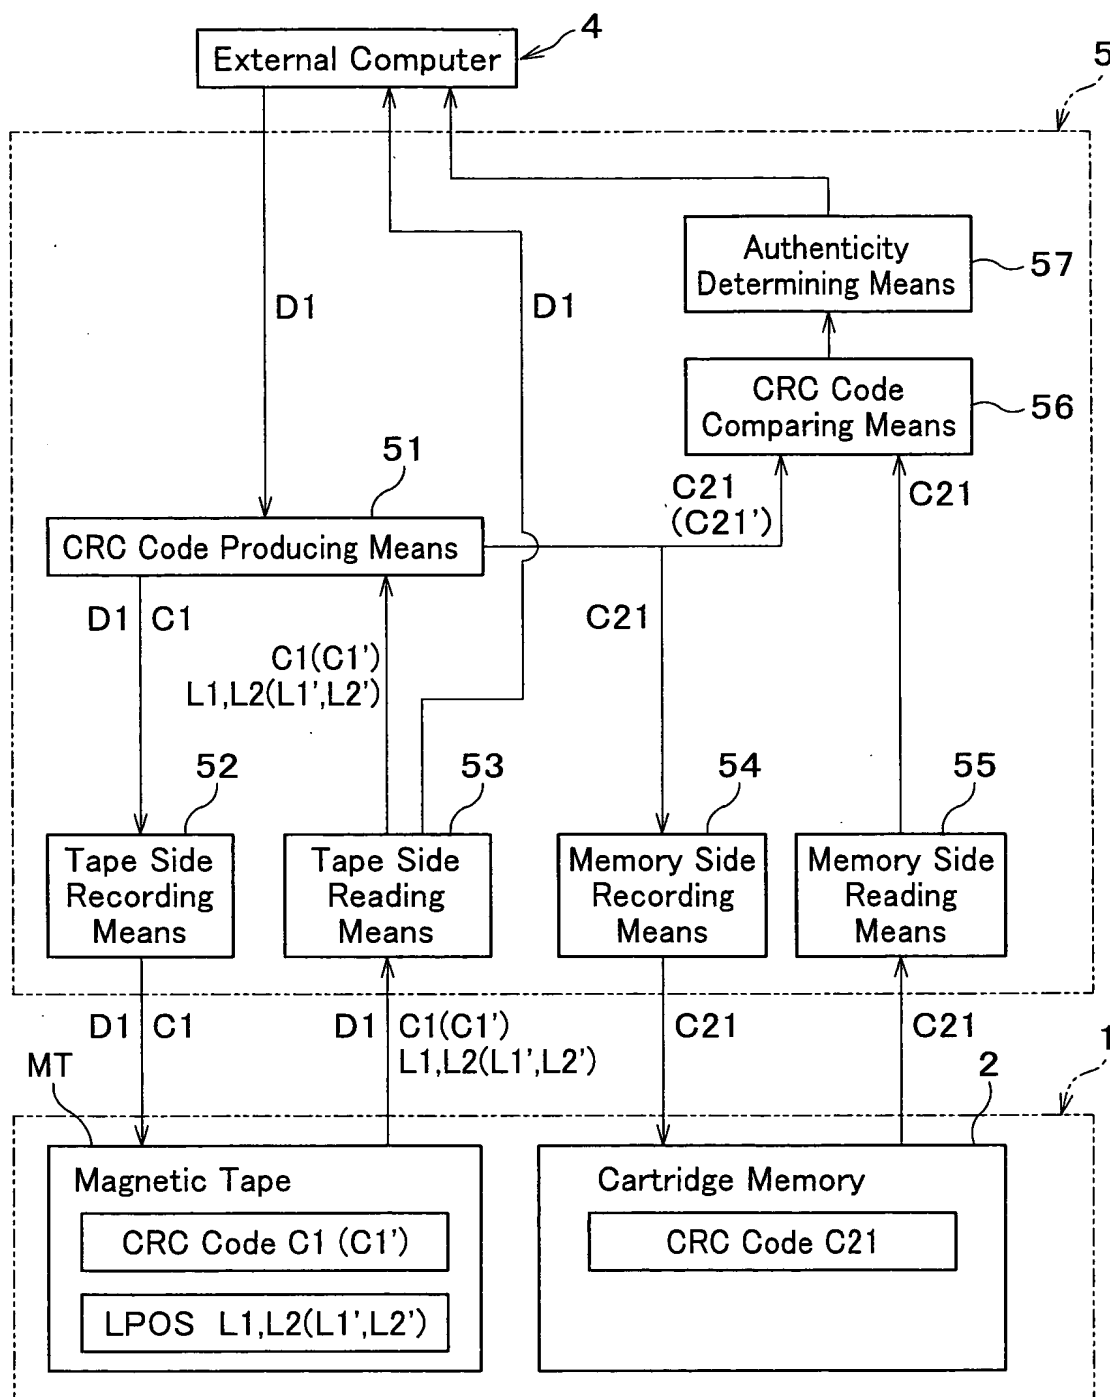 4
External Computer
5
Authenticity
Determining Means
57
D1
D1
CRC Code
Comparing Means
56
51
C21
(C21')
C21
CRC Code Producing Means
D1
C1
C21
C1(C1')
L1,L2(L1',L2')
52
53
54
55
Tape Side
Recording
Means
Tape Side
Reading
Means
Memory Side
Recording
Means
Memory Side
Reading
Means
D1
C1
D1
C1(C1')
L1,L2(L1',L2')
C21
C21
1
MT
2
Magnetic Tape
CRC Code C1 (C1')
LPOS L1,L2(L1',L2')
Cartridge Memory
CRC Code C21